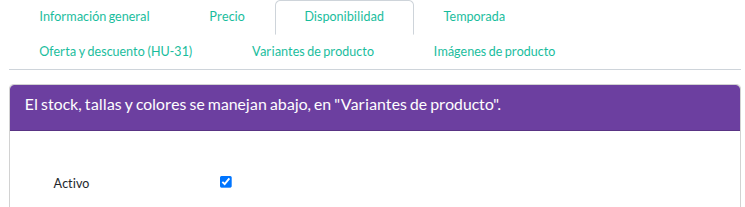 Información general Precio Disponibilidad Temporada
Oferta y descuento (HU-31) Variantes de producto Imágenes de producto
El stock, tallas y colores se manejan abajo, en "Variantes de producto".
Activo